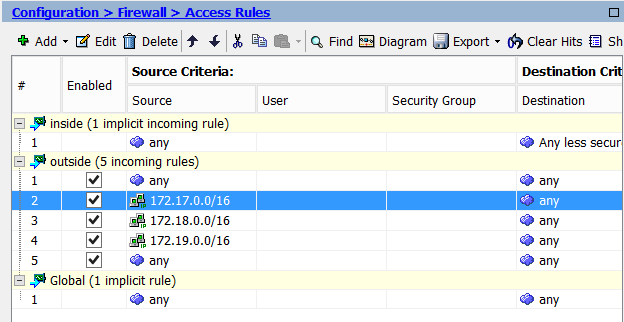 Configuration > Firewall > Access Rules
Add Edit Delete Find Diagram Export Clear Hits Sh
# Enabled Source Criteria: Destination Crit
Source User Security Group Destination
inside (1 implicit incoming rule)
1 any Any less secur
outside (5 incoming rules)
1 any any
2 172.17.0.0/16 any
3 172.18.0.0/16 any
4 172.19.0.0/16 any
5 any any
Global (1 implicit rule)
1 any any